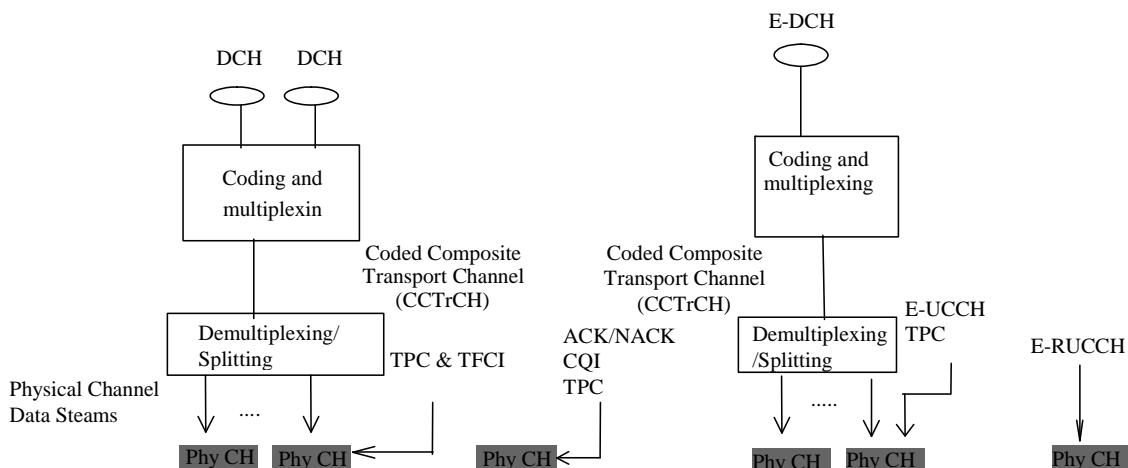 E-DCH
DCH DCH
Coding and
multiplexin
Coding and
multiplexing
Coded Composite
Transport Channel
(CCTrCH)
Coded Composite
Transport Channel
(CCTrCH)
Demultiplexing/
Splitting
TPC & TFCI
ACK/NACK
CQI
TPC
Demultiplexing
/Splitting
E-UCCH
TPC
E-RUCCH
Physical Channel
Data Steams
....
.....
Phy CH Phy CH Phy CH Phy CH Phy CH Phy CH